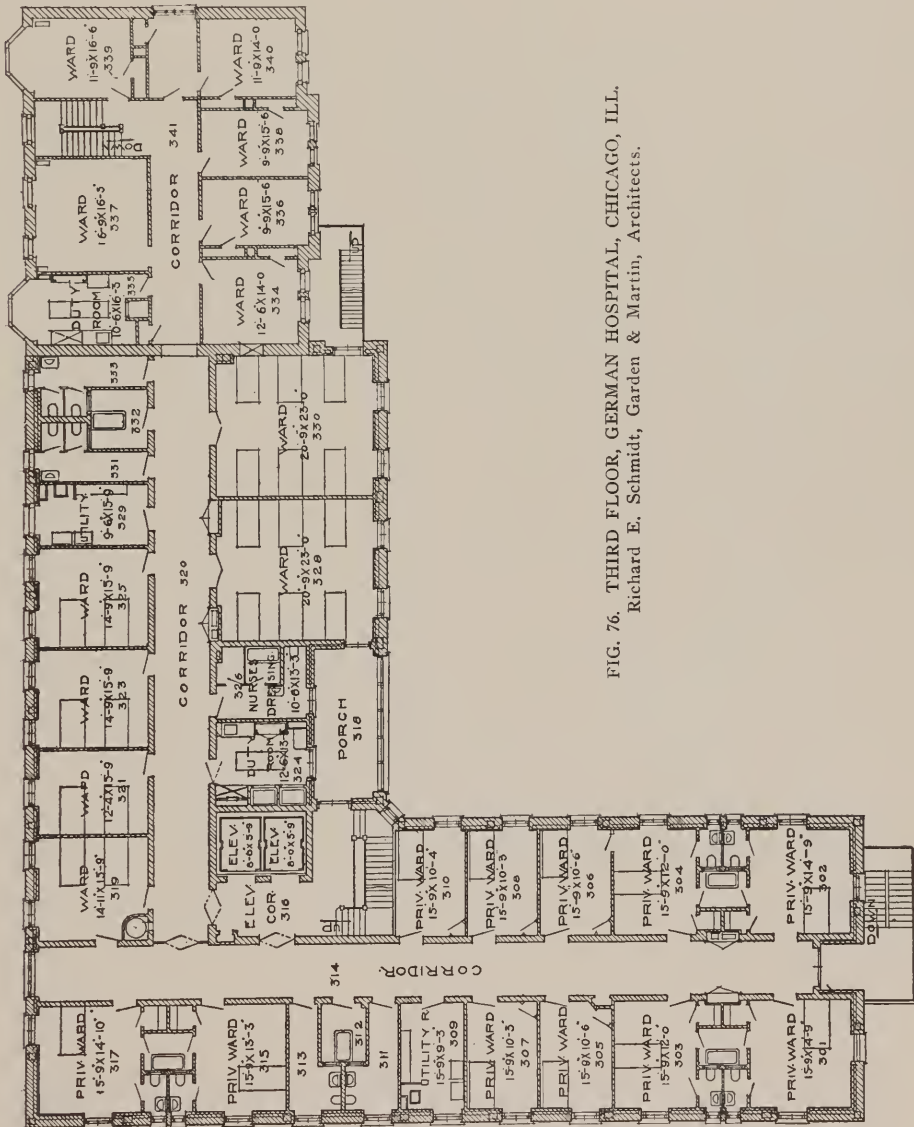 WARD
11-9X16-6
339
WARD
11-9X14-0
340
DOWN
341
WARD
9-9X15-6
338
WARD
16-9X16-3
337
CORRIDOR
WARD
9-9X15-6
336
DUTY
ROOM
10-6X16-3
335
WARD
12-6X14-0
334
UP
333
332
331
WARD
20-9X23-0
330
UTILITY
9-6X15-9
329
WARD
20-9X23-0
328
WARD
14-9X15-9
325
CORRIDOR 320
WARD
14-9X15-9
323
326
NURSES
DRESSING
10-6X13-3
WARD
12-4X15-9
321
DUTY
ROOM
12-6X13-
324
PORCH
318
WARD
14-11X15-9
319
ELEV.
6-0X5-9
ELEV.
6-0X5-9
ELEV.
COR.
316
UP
PRIV. WARD
15-9X10-4
310
PRIV. WARD
15-9X10-3
308
PRIV. WARD
15-9X10-6
306
PRIV. WARD
15-9X12-0
304
PRIV. WARD
15-9X14-9
302
DOWN
314
CORRIDOR
PRIV. WARD
15-9X14-10
317
PRIV. WARD
15-9X13-3
315
313
312
311
UTILITY R.
15-9X9-3
309
PRIV. WARD
15-9X10-3
307
PRIV. WARD
15-9X10-6
305
PRIV. WARD
15-9X12-0
303
PRIV. WARD
15-9X14-9
301
FIG. 76. THIRD FLOOR, GERMAN HOSPITAL, CHICAGO, ILL.
Richard E. Schmidt, Garden & Martin, Architects.